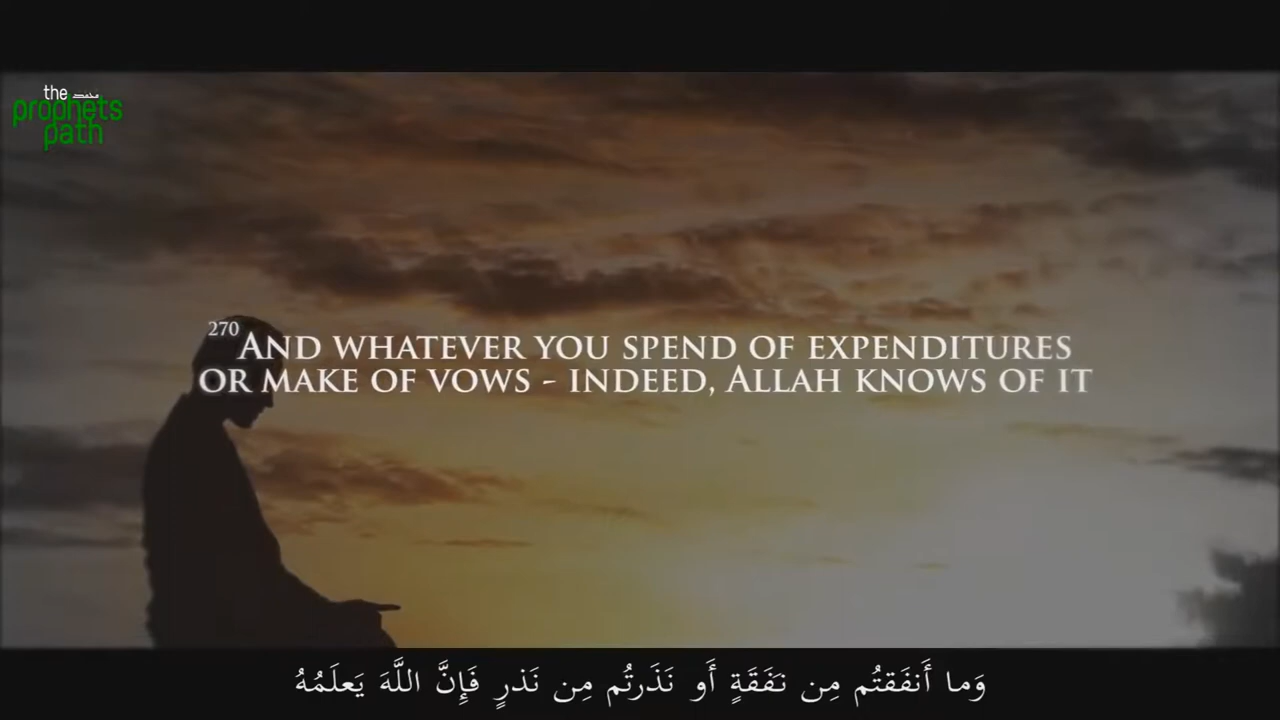 the
prophets
path
270 AND WHATEVER YOU SPEND OF EXPENDITURES
OR MAKE OF VOWS - INDEED, ALLAH KNOWS OF IT
وَما أَنفَقتُم مِن نَفَقَةٍ أَو نَذَرتُم مِن نَذرٍ فَإِنَّ اللَّهَ يَعلَمُهُ